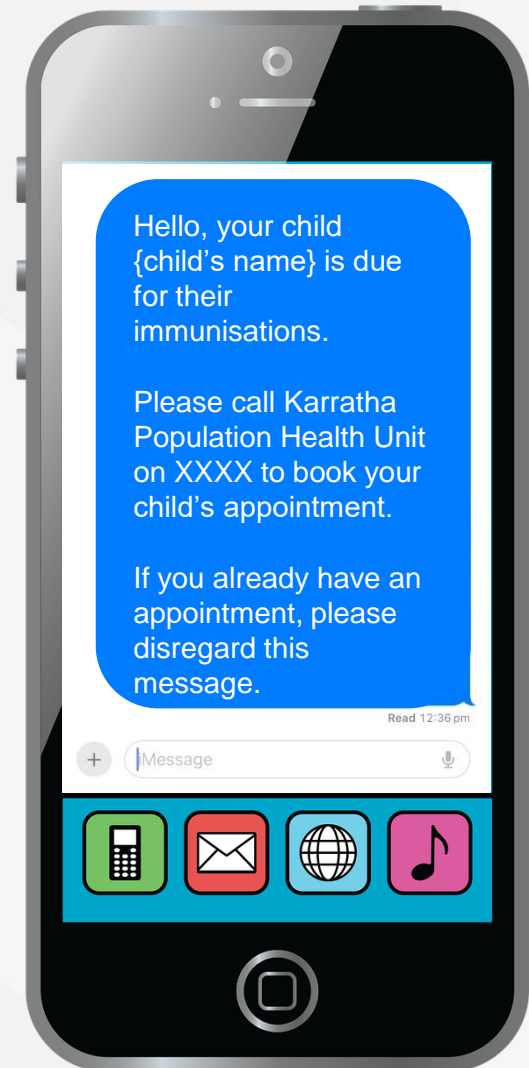 Hello, your child
{child's name} is due
for their
immunisations.
Please call Karratha
Population Health Unit
on XXXX to book your
child's appointment.
If you already have an
appointment, please
disregard this
message.
Read 12:36 pm
iMessage